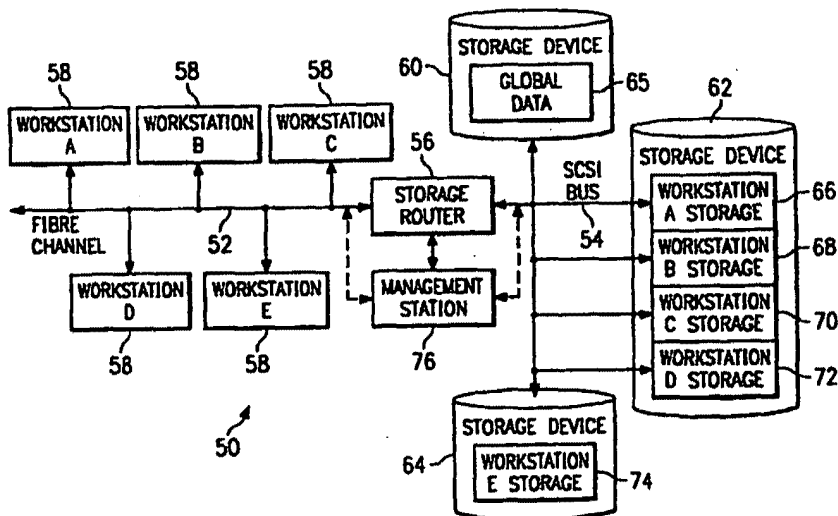 STORAGE DEVICE
60
GLOBAL
DATA
65
58
58
58
WORKSTATION
A
WORKSTATION
B
WORKSTATION
C
56
STORAGE
ROUTER
SCSI
BUS
54
62
STORAGE DEVICE
WORKSTATION
A STORAGE
66
WORKSTATION
B STORAGE
68
WORKSTATION
C STORAGE
70
WORKSTATION
D STORAGE
72
FIBRE
CHANNEL
52
WORKSTATION
D
WORKSTATION
E
58
58
MANAGEMENT
STATION
76
50
STORAGE DEVICE
64
WORKSTATION
E STORAGE
74